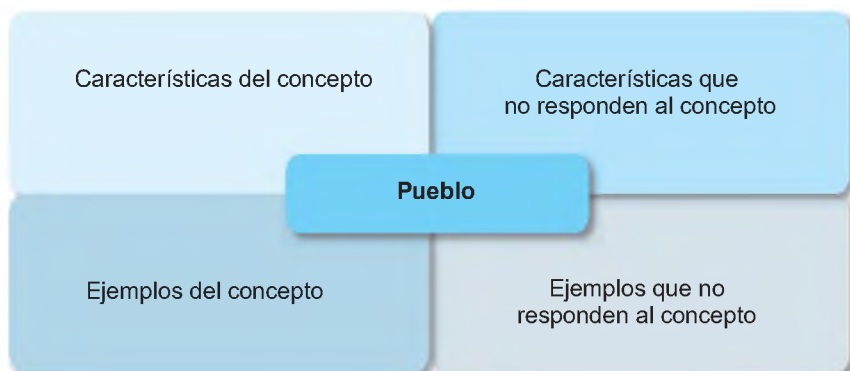 Características del concepto
Características que
no responden al concepto
Pueblo
Ejemplos del concepto
Ejemplos que no
responden al concepto